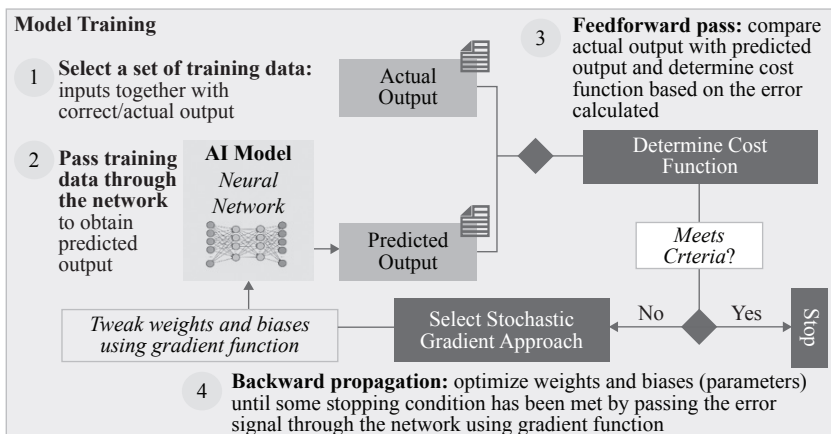 Model Training
1
Select a set of training data:
inputs together with
correct/actual output
Actual
Output
3
Feedforward pass: compare
actual output with predicted
output and determine cost
function based on the error
calculated
2
Pass training
data through
the network
to obtain
predicted
output
AI Model
Neural
Network
Predicted
Output
Determine Cost
Function
Meets
Crteria?
No
Yes
Stop
Select Stochastic
Gradient Approach
Tweak weights and biases
using gradient function
4
Backward propagation: optimize weights and biases (parameters)
until some stopping condition has been met by passing the error
signal through the network using gradient function